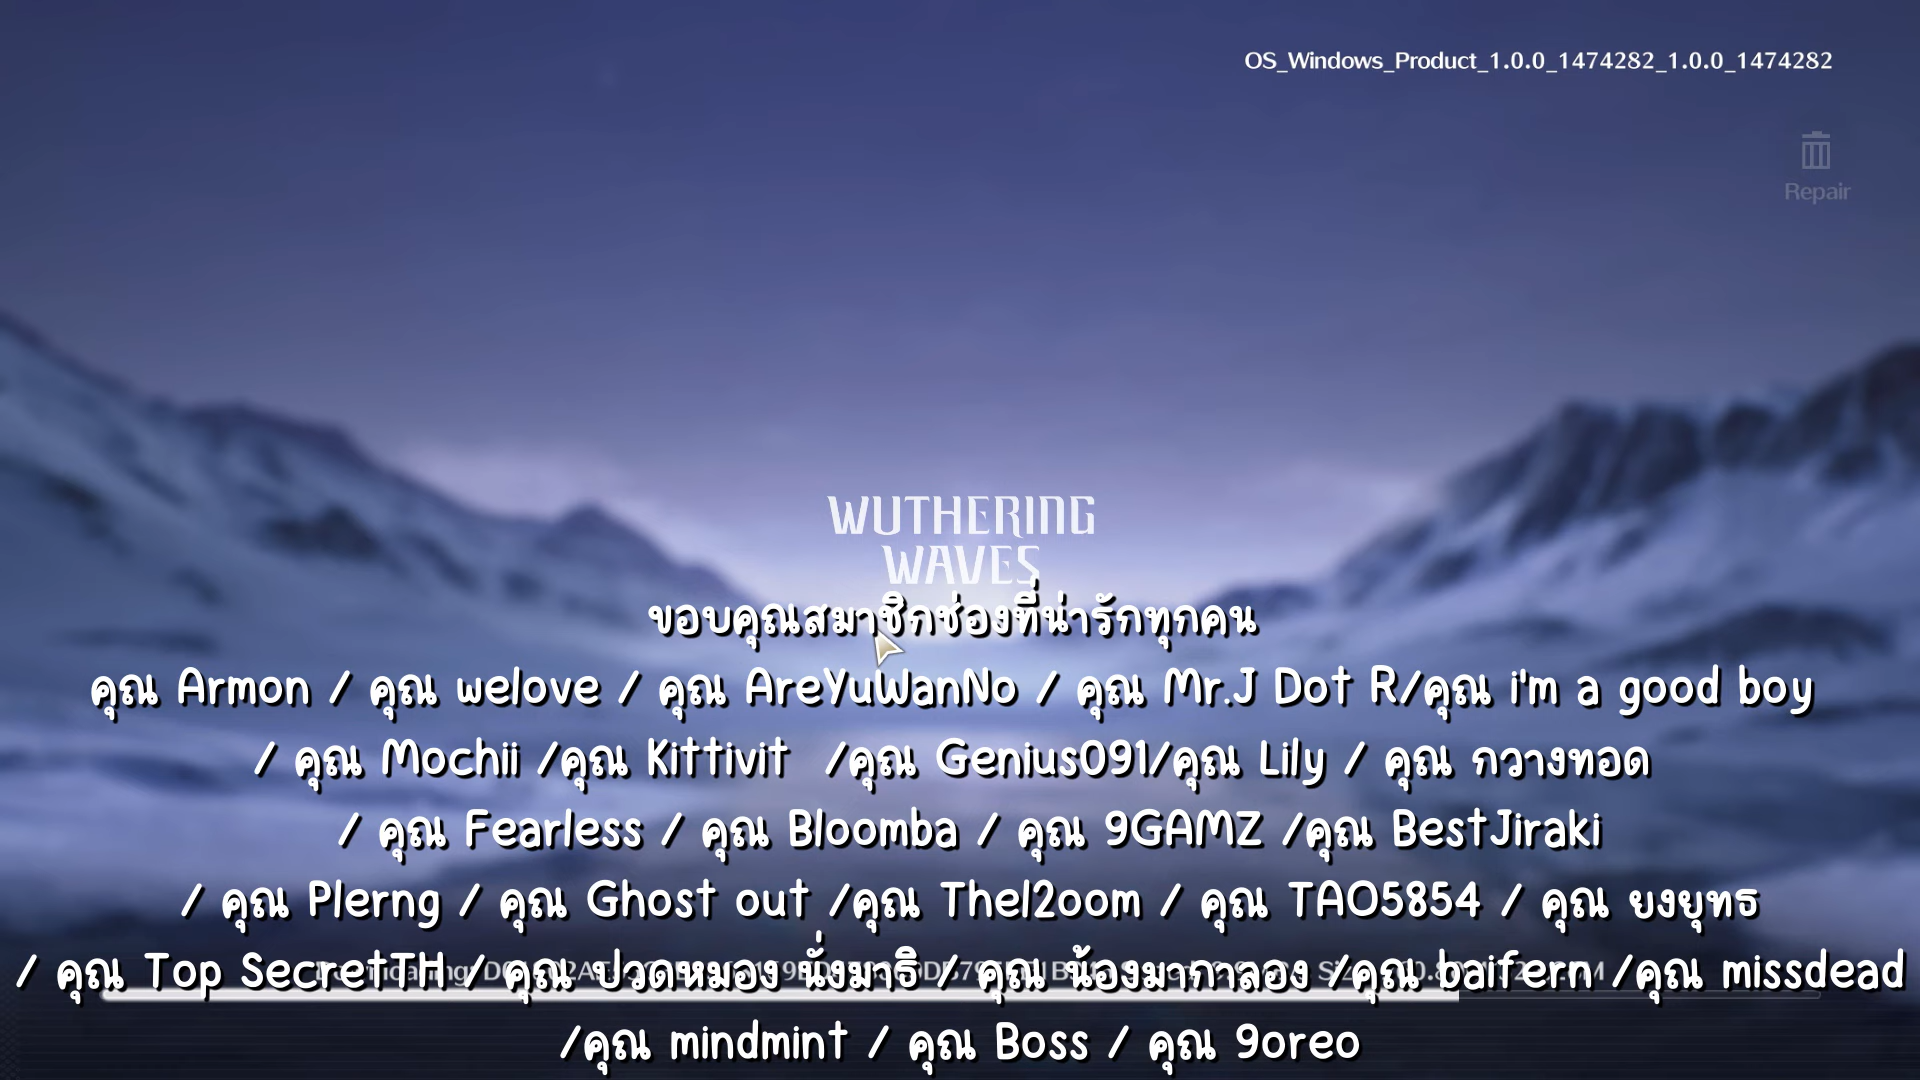 OS_Windows_Product_1.0.0_1474282_1.0.0_1474282
Repair
WUTHERING
WAVES
ขอบคุณสมาชิกช่องที่น่ารักทุกคน
คุณ Armon / คุณ welove / คุณ AreYuWanNo / คุณ Mr.J Dot R/คุณ i'm a good boy
/ คุณ Mochii /คุณ Kittivit /คุณ Genius091/คุณ Lily / คุณ กวางทอด
/ คุณ Fearless / คุณ Bloomba / คุณ 9GAMZ /คุณ BestJiraki
/ คุณ Plerng / คุณ Ghost out /คุณ Thel2oom / คุณ TAO5854 / คุณ ยงยุทธ
/ คุณ Top SecretTH / คุณ ปวดหมอง นั่งมาธิ / คุณ น้องมากาลอง /คุณ baifern /คุณ missdead
/คุณ mindmint / คุณ Boss / คุณ 9oreo